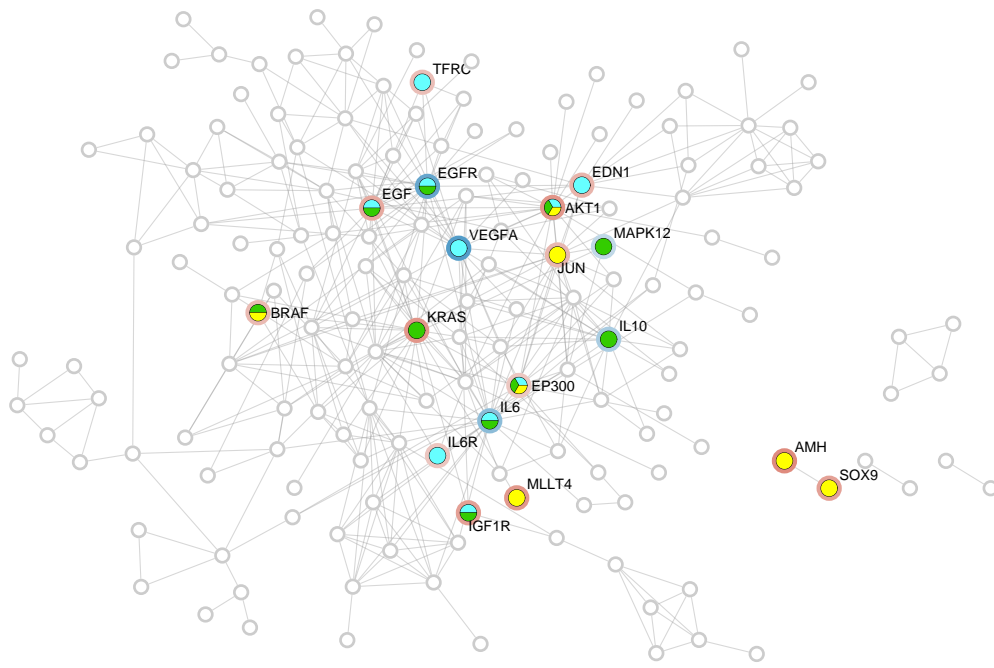 TFRC
EGFR
EDN1
EGF
AKT1
VEGFA
MAPK12
JUN
BRAF
KRAS
IL10
EP300
IL6
IL6R
AMH
SOX9
MLLT4
IGF1R